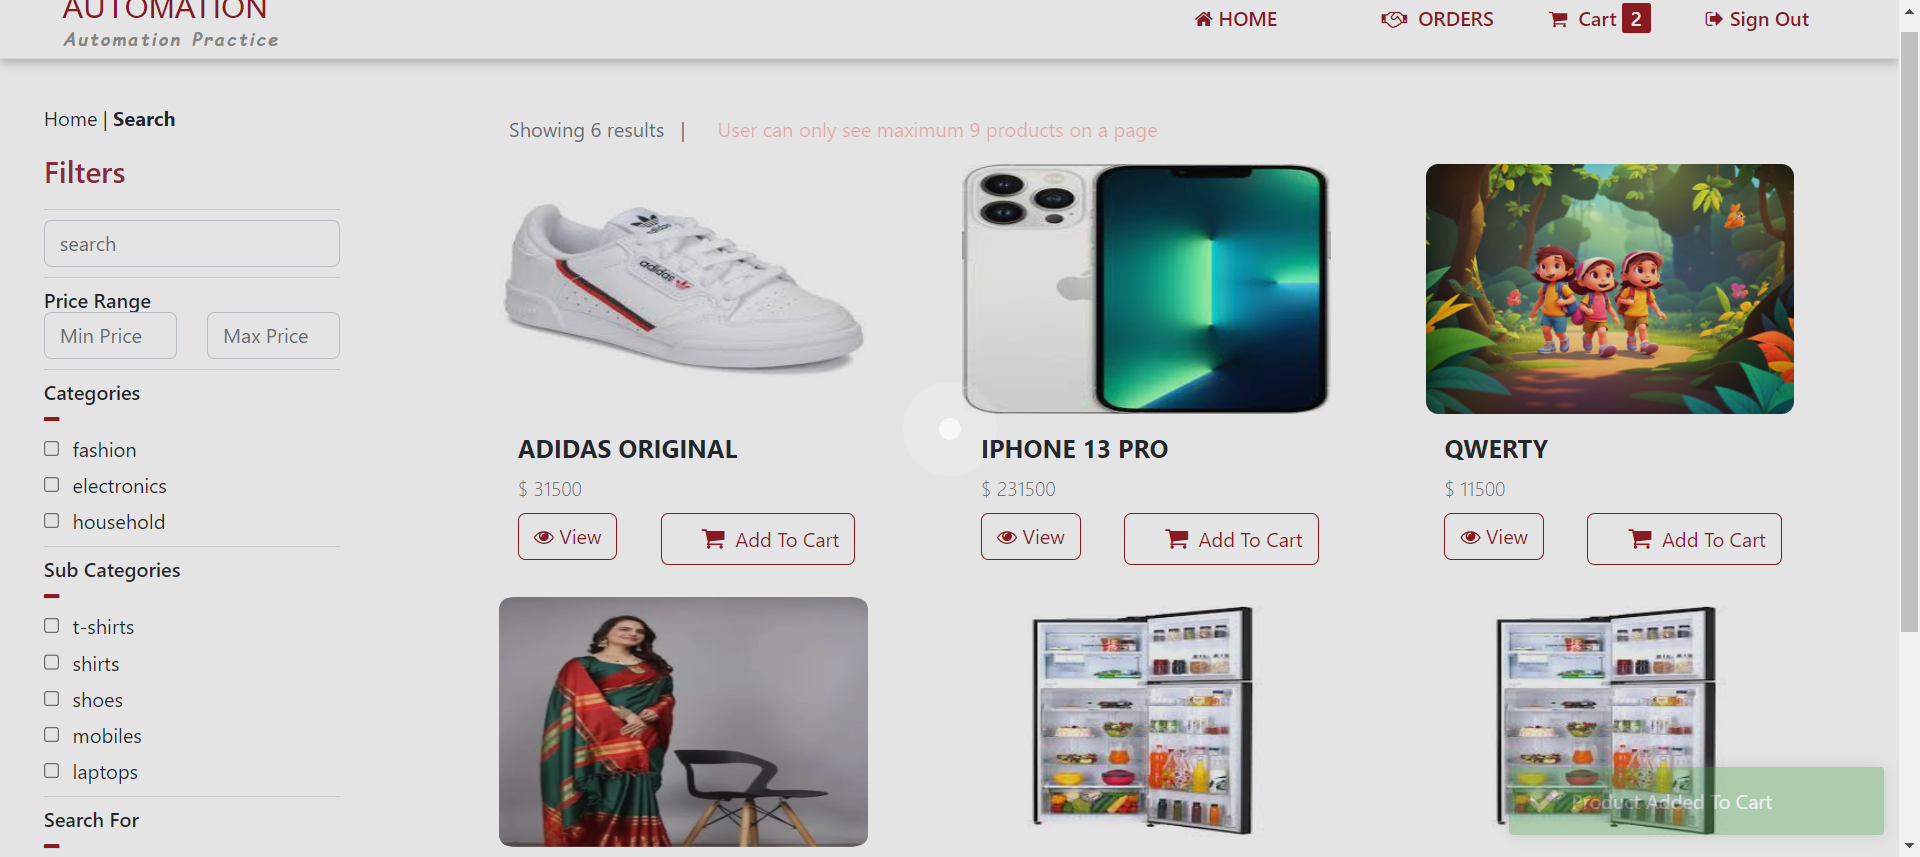 AUTOMATION
Automation Practice
HOME
ORDERS
Cart 2
Sign Out
Home | Search
Filters
search
Price Range
Min Price
Max Price
Categories
fashion
electronics
household
Sub Categories
t-shirts
shirts
shoes
mobiles
laptops
Search For
Showing 6 results |
User can only see maximum 9 products on a page
adidas
adidas
ADIDAS ORIGINAL
$ 31500
View
Add To Cart
IPHONE 13 PRO
$ 231500
View
Add To Cart
QWERTY
$ 11500
View
Add To Cart
Product Added To Cart